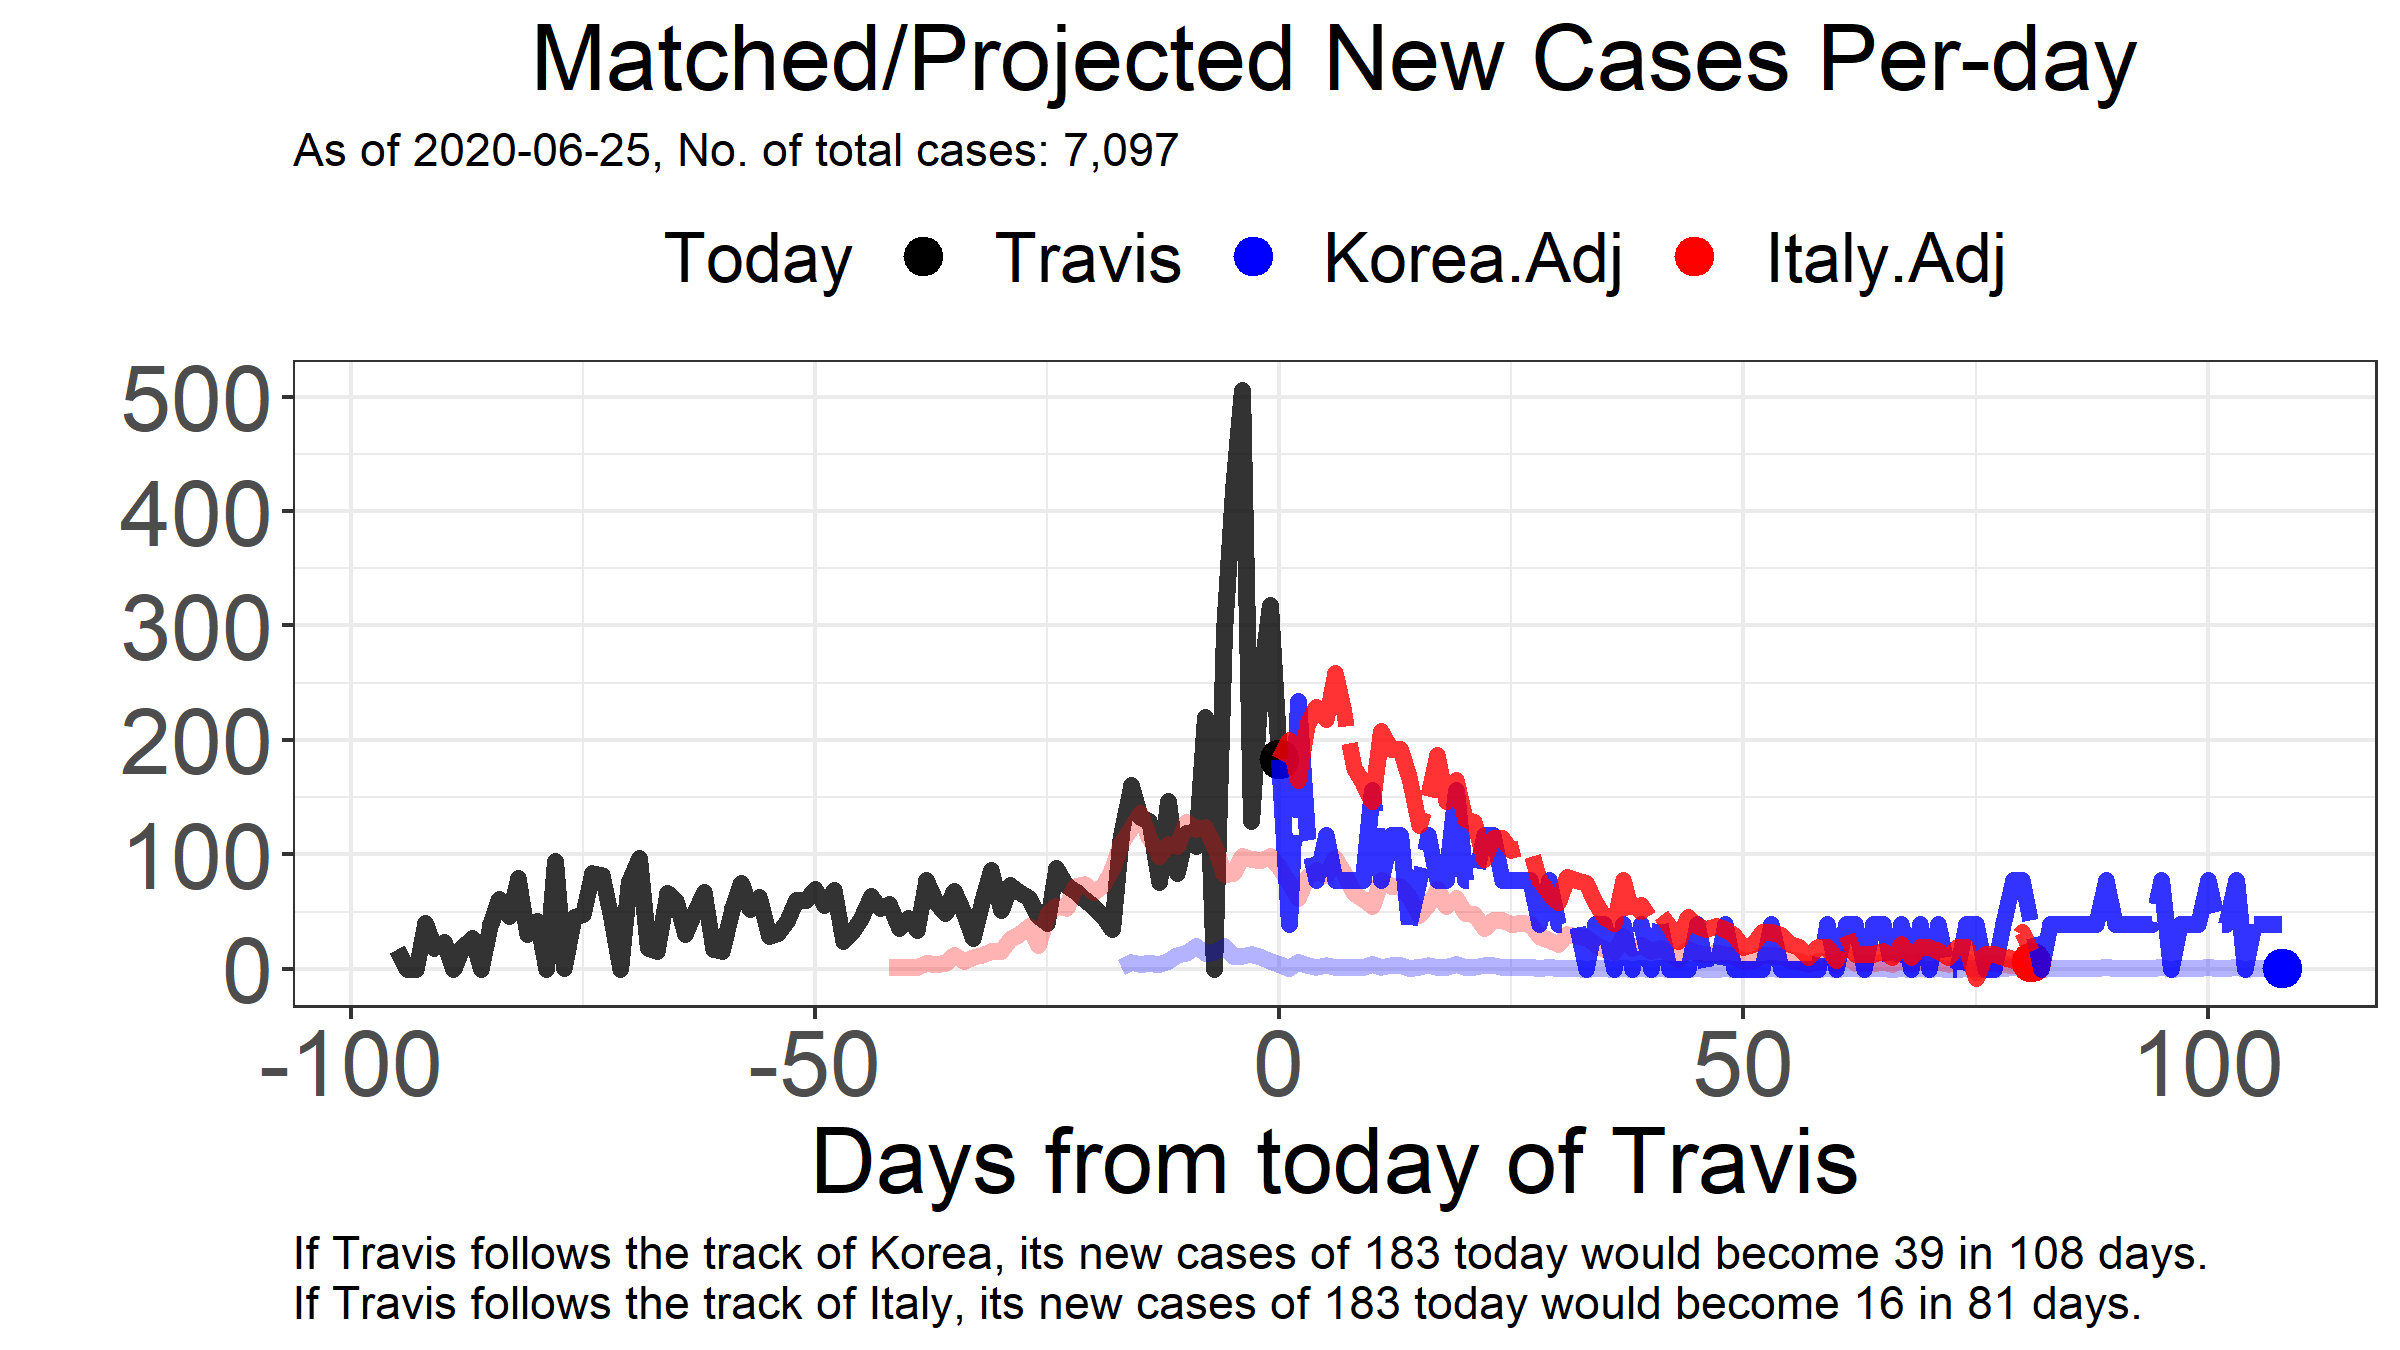 Matched/Projected New Cases Per-day
As of 2020-06-25, No. of total cases: 7,097
Today Travis Korea.Adj Italy.Adj
500
400
300
200
100
0
-100 -50 0 50 100
Days from today of Travis
If Travis follows the track of Korea, its new cases of 183 today would become 39 in 108 days.
If Travis follows the track of Italy, its new cases of 183 today would become 16 in 81 days.